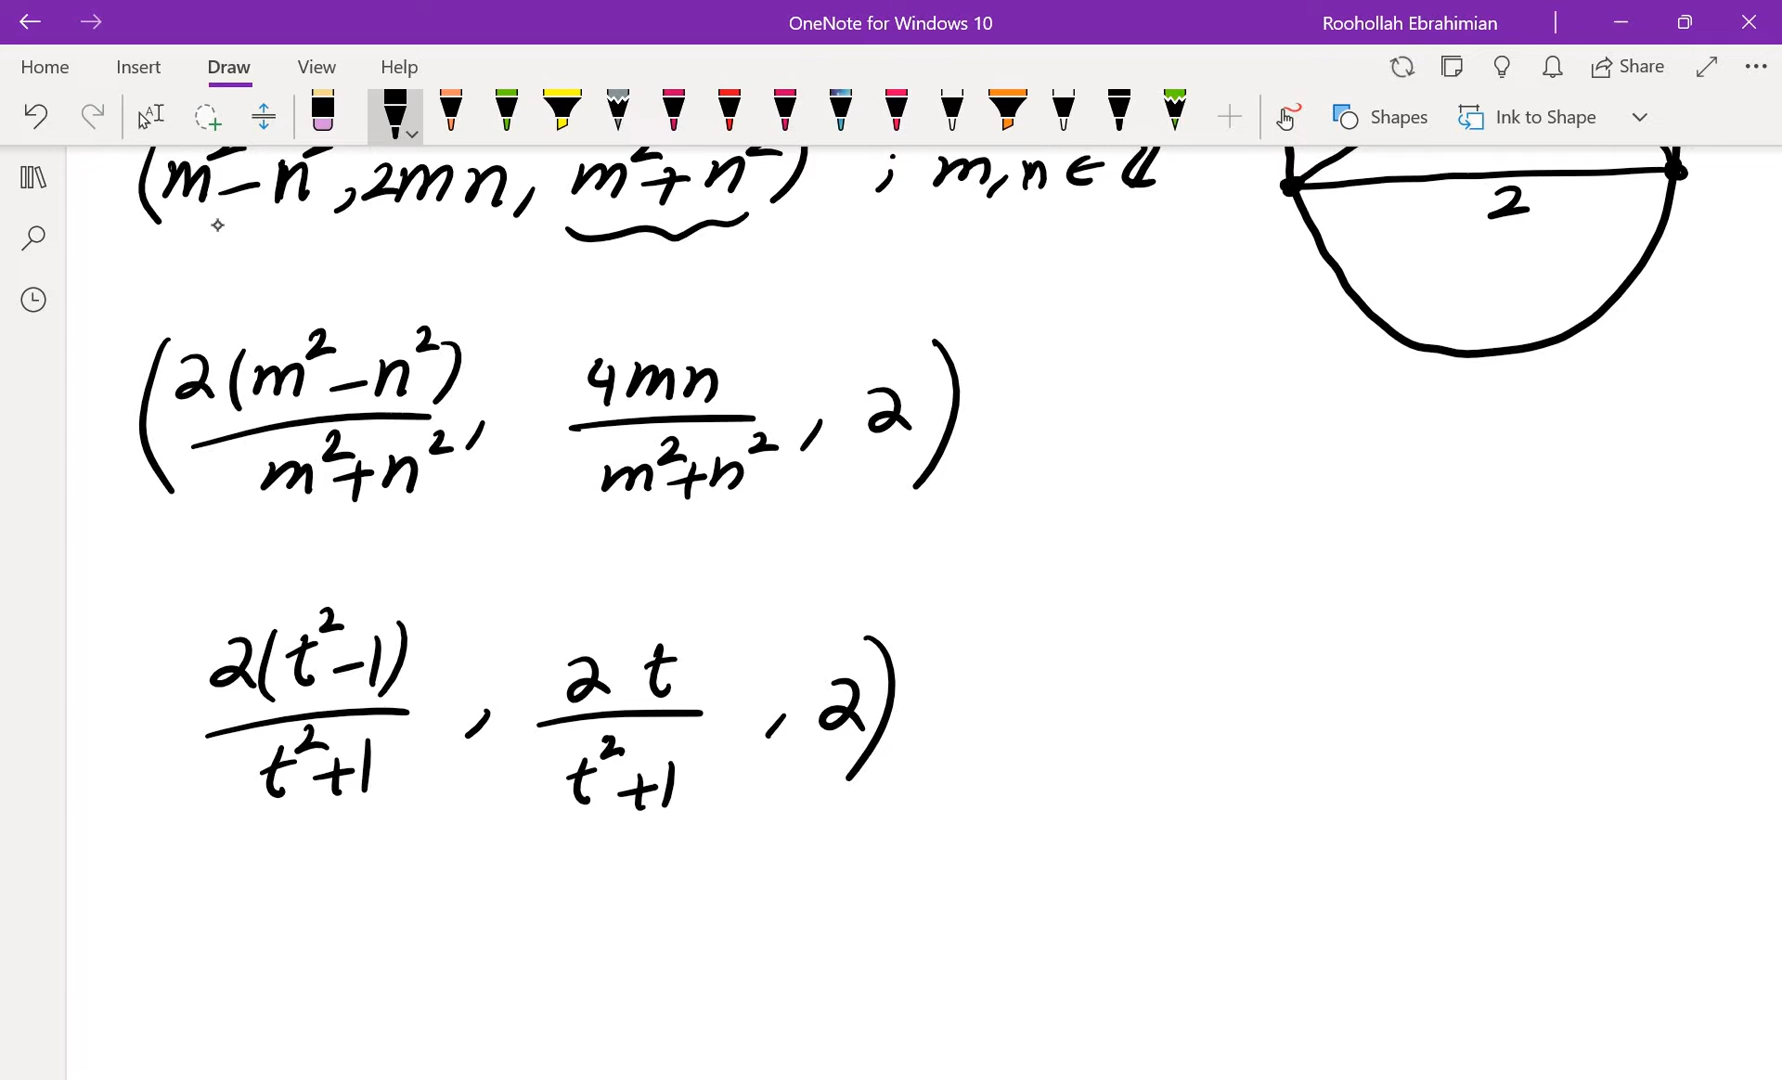 OneNote for Windows 10
Roohollah Ebrahimian
Home Insert Draw View Help
Share
Shapes
Ink to Shape
(m²-n², 2mn, m²+n²) ; m,n ∈
2
(2(m²-n²)/m²+n², 4mn/m²+n², 2)
2(t²-1)/t²+1, 2 t/t²+1, 2)